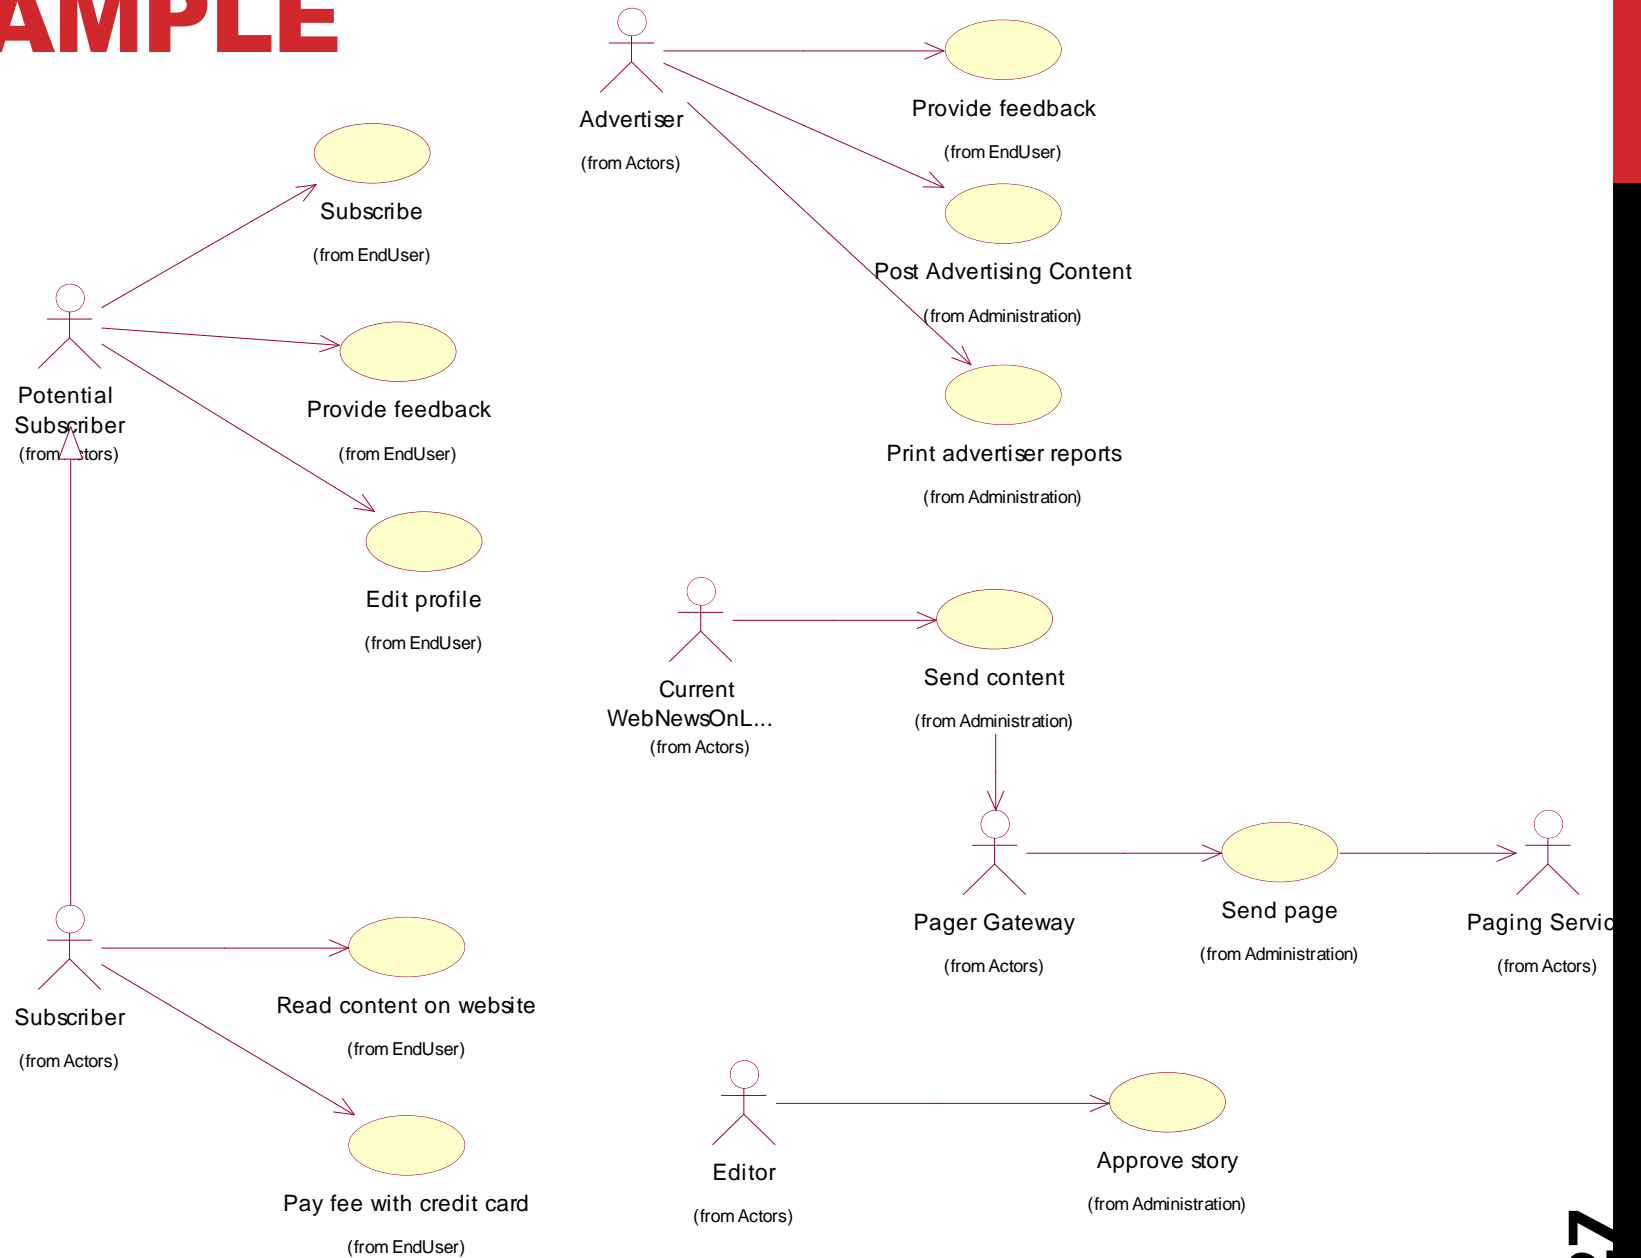 AMPLE
Advertiser
(from Actors)
Provide feedback
(from EndUser)
Post Advertising Content
(from Administration)
Print advertiser reports
(from Administration)
Subscribe
(from EndUser)
Potential
Subscriber
Provide feedback
(from EndUser)
Edit profile
(from EndUser)
Current
WebNewsOnL...
(from Actors)
Send content
(from Administration)
Pager Gateway
(from Actors)
Send page
(from Administration)
Paging Servic
(from Actors)
Subscriber
(from Actors)
Read content on website
(from EndUser)
Pay fee with credit card
(from EndUser)
Editor
(from Actors)
Approve story
(from Administration)